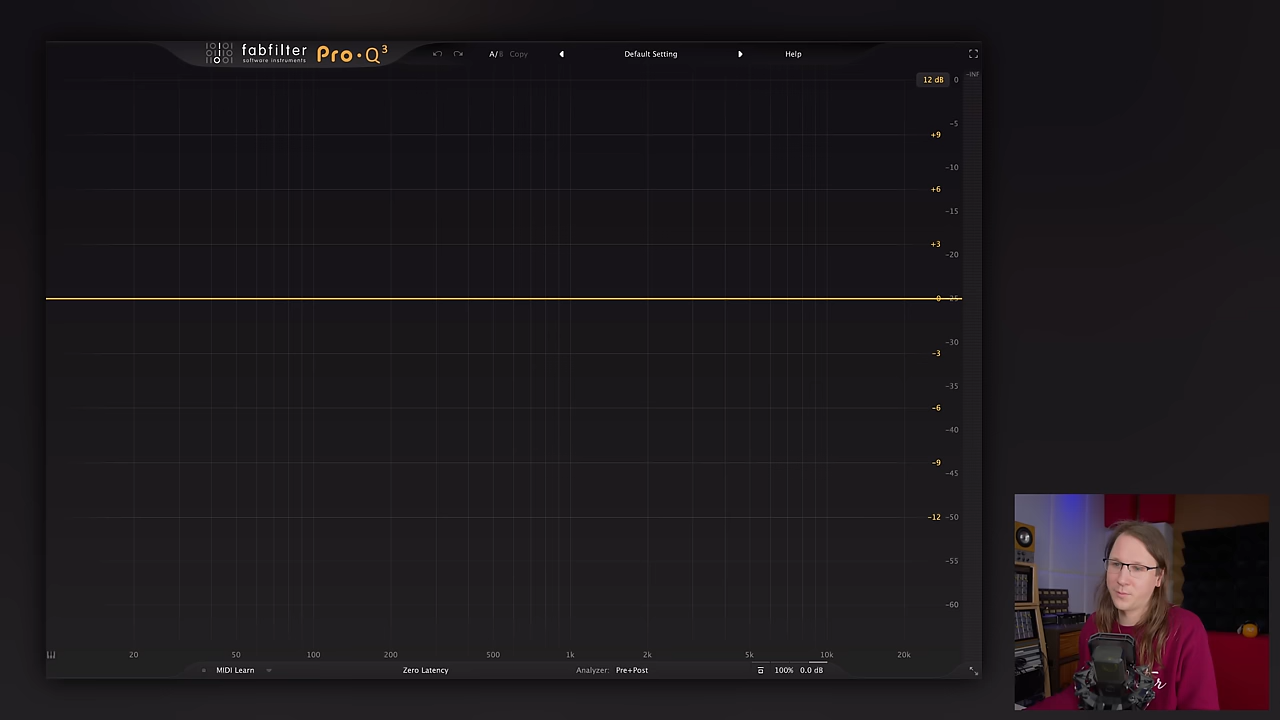 fabfilter Pro·Q³
software instruments
A/B Copy
Default Setting
Help
-INF
12 dB 0
-5
+9
-10
+6
-15
+3
-20
0 -25
-30
-3
-35
-6
-40
-9
-45
-12 -50
-55
-60
20 50 100 200 500 1k 2k 5k 10k 20k
MIDI Learn
Zero Latency
Analyzer: Pre+Post
100% 0.0 dB